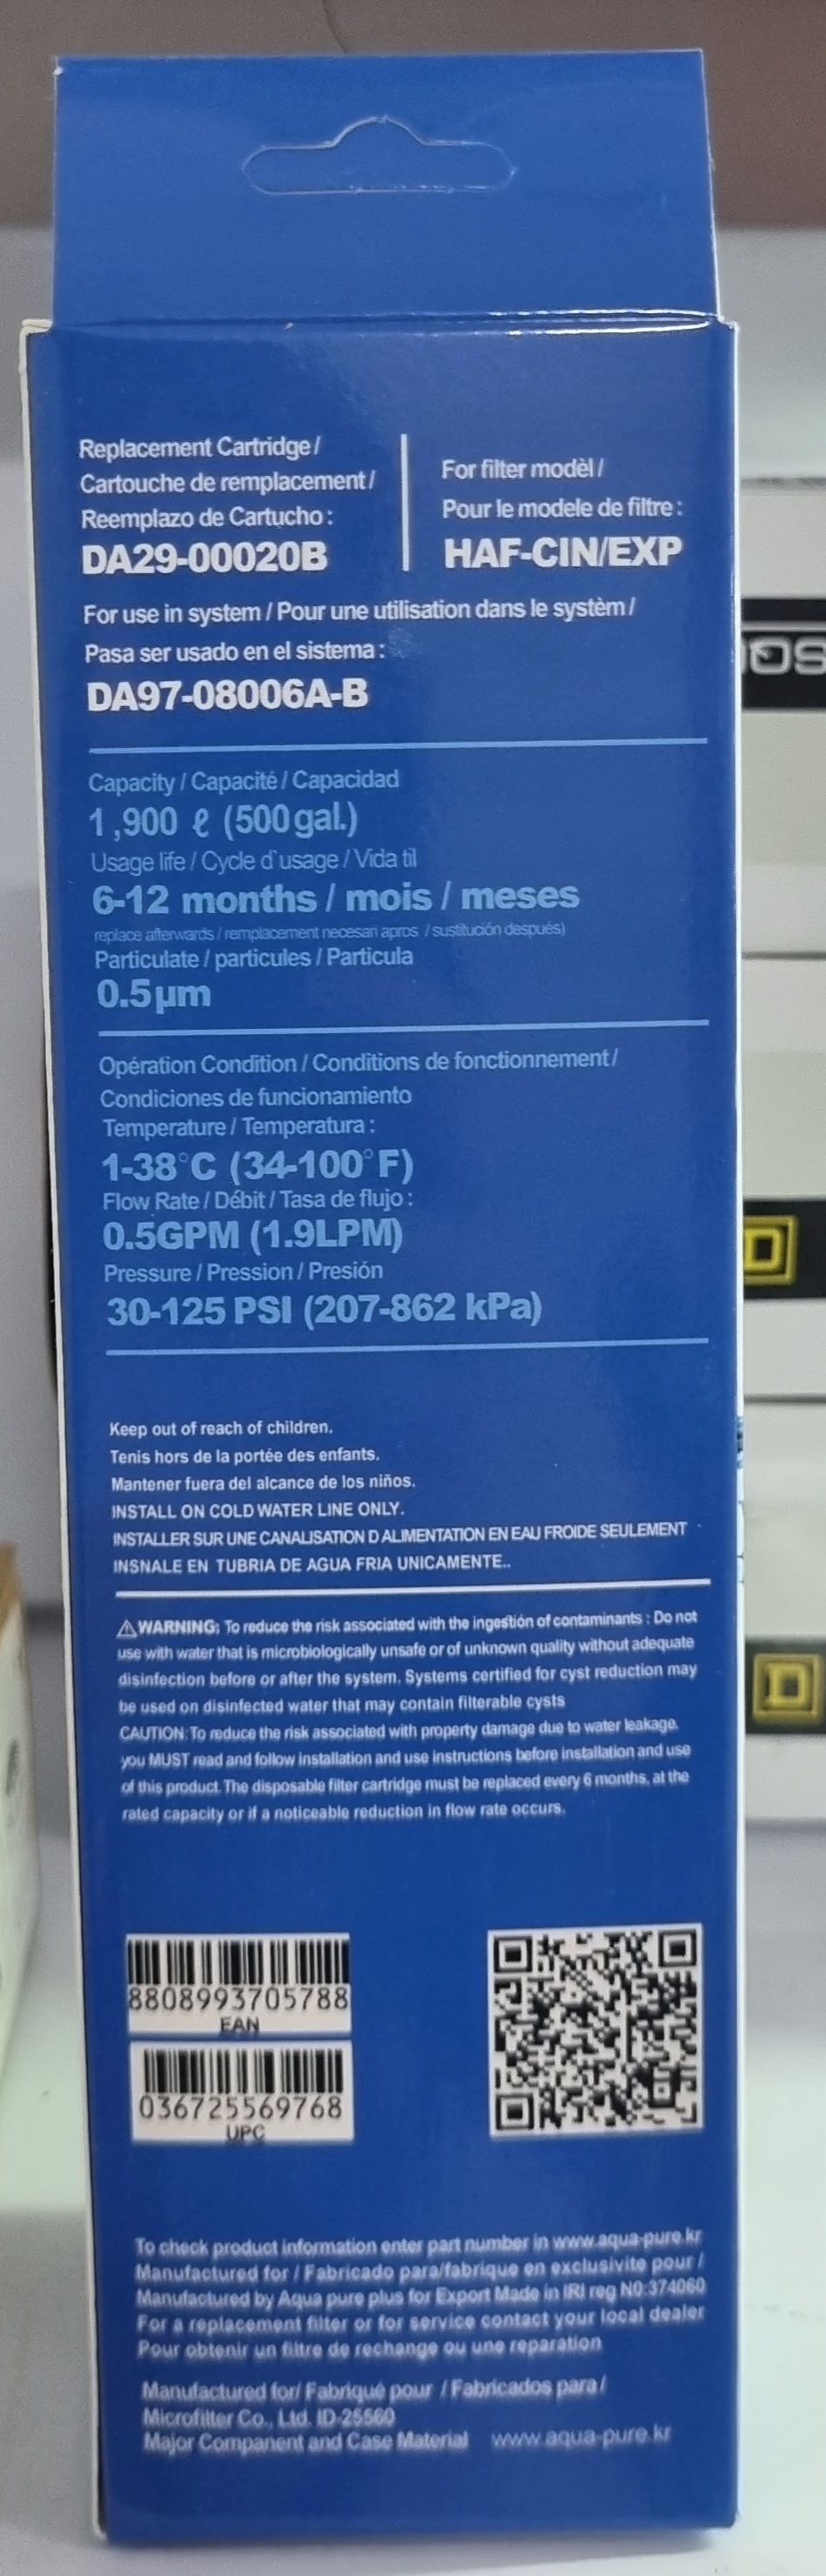 Replacement Cartridge /
Cartouche de remplacement /
Reemplazo de Cartucho :
DA29-00020B
For filter modèl /
Pour le modele de filtre :
HAF-CIN/EXP
For use in system / Pour une utilisation dans le systèm /
Pasa ser usado en el sistema :
DA97-08006A-B
Capacity / Capacité / Capacidad
1,900 ℓ (500gal.)
Usage life / Cycle d'usage / Vida til
6-12 months / mois / meses
replace afterwards / remplacement necesari apros / sustitución después)
Particulate / particules / Particula
0.5µm
Opération Condition / Conditions de fonctionnement /
Condiciones de funcionamiento
Temperature / Temperatura :
1-38°C (34-100°F)
Flow Rate / Débit / Tasa de flujo :
0.5GPM (1.9LPM)
Pressure / Pression / Presión
30-125 PSI (207-862 kPa)
Keep out of reach of children.
Tenis hors de la portée des enfants.
Mantener fuera del alcance de los niños.
INSTALL ON COLD WATER LINE ONLY.
INSTALLER SUR UNE CANALISATION D ALIMENTATION EN EAU FROIDE SEULEMENT
INSNALE EN TUBRIA DE AGUA FRIA UNICAMENTE..
⚠WARNING: To reduce the risk associated with the ingestión of contaminants : Do not
use with water that is microbiologically unsafe or of unknown quality without adequate
disinfection before or after the system. Systems certified for cyst reduction may
be used on disinfected water that may contain filterable cysts
CAUTION: To reduce the risk associated with property damage due to water leakage.
you MUST read and follow installation and use instructions before installation and use
of this product. The disposable filter cartridge must be replaced every 6 months, at the
rated capacity or if a noticeable reduction in flow rate occurs.
8808993705788
EAN
036725569768
UPC
To check product information enter part number in www.aqua-pure.kr
Manufactured for / Fabricado para/fabrique en exclusivite pour /
Manufactured by Aqua pure plus for Export Made in IRI reg N0:374060
For a replacement filter or for service contact your local dealer
Pour obtenir un filtre de rechange ou une reparation
Manufactured for/ Fabriqué pour / Fabricados para /
Microfilter Co., Ltd. ID-25560
Major Companent and Case Material www.aqua-pure.kr
D
D